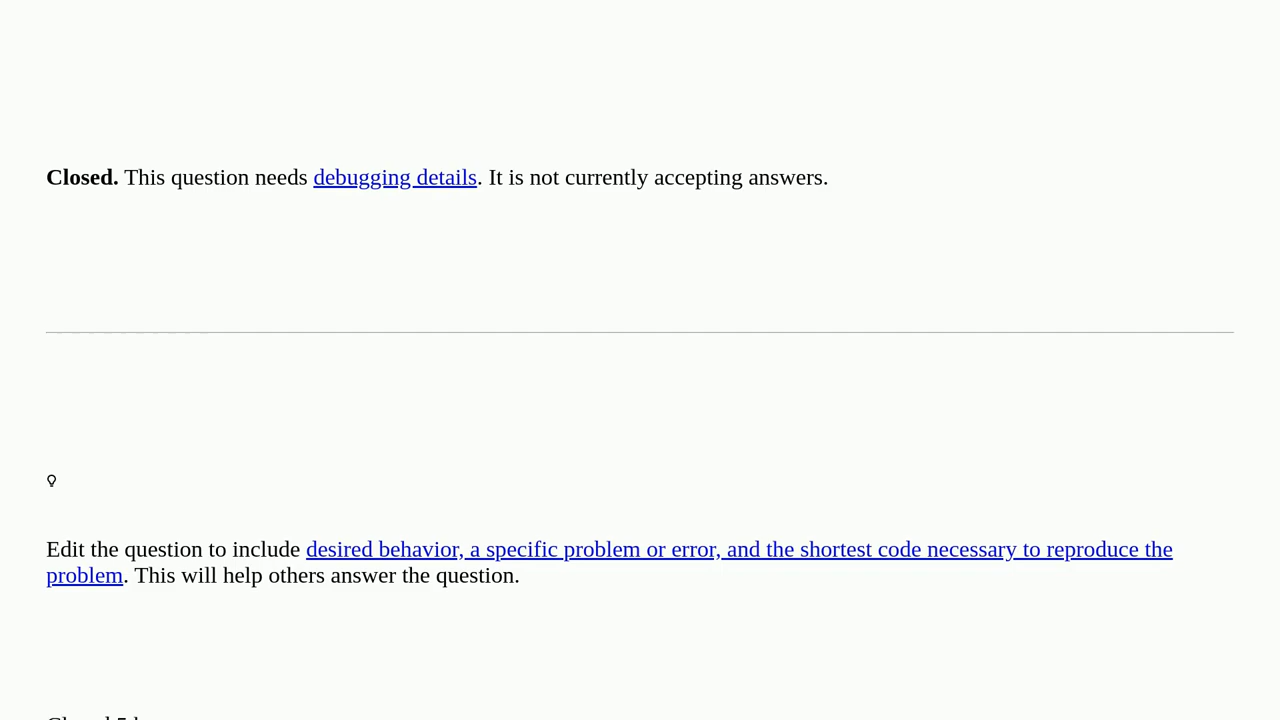 Closed. This question needs debugging details. It is not currently accepting answers.
Edit the question to include desired behavior, a specific problem or error, and the shortest code necessary to reproduce the
problem. This will help others answer the question.